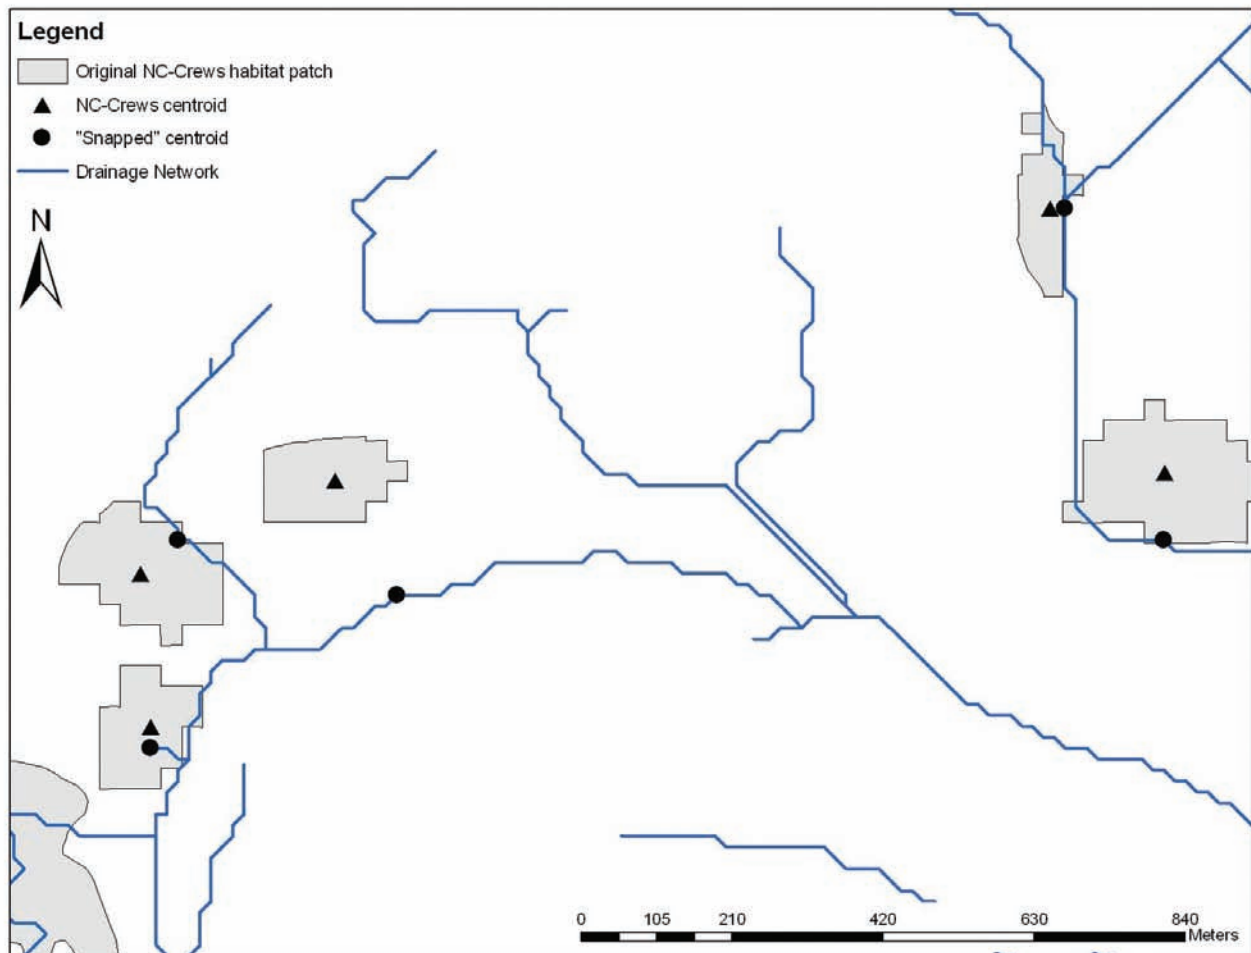 Legend
Original NC-Crews habitat patch
NC-Crews centroid
"Snapped" centroid
Drainage Network
N
0 105 210 420 630 840
Meters